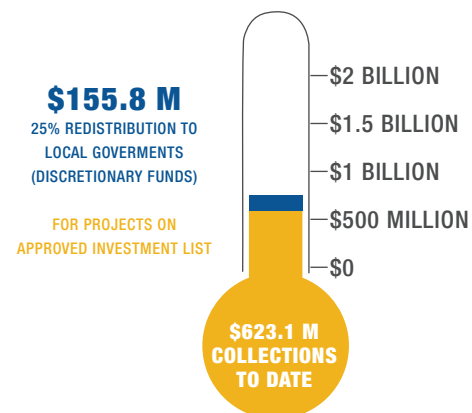 $155.8 M
25% REDISTRIBUTION TO
LOCAL GOVERMENTS
(DISCRETIONARY FUNDS)
FOR PROJECTS ON
APPROVED INVESTMENT LIST
$2 BILLION
$1.5 BILLION
$1 BILLION
$500 MILLION
$0
$623.1 M
COLLECTIONS
TO DATE